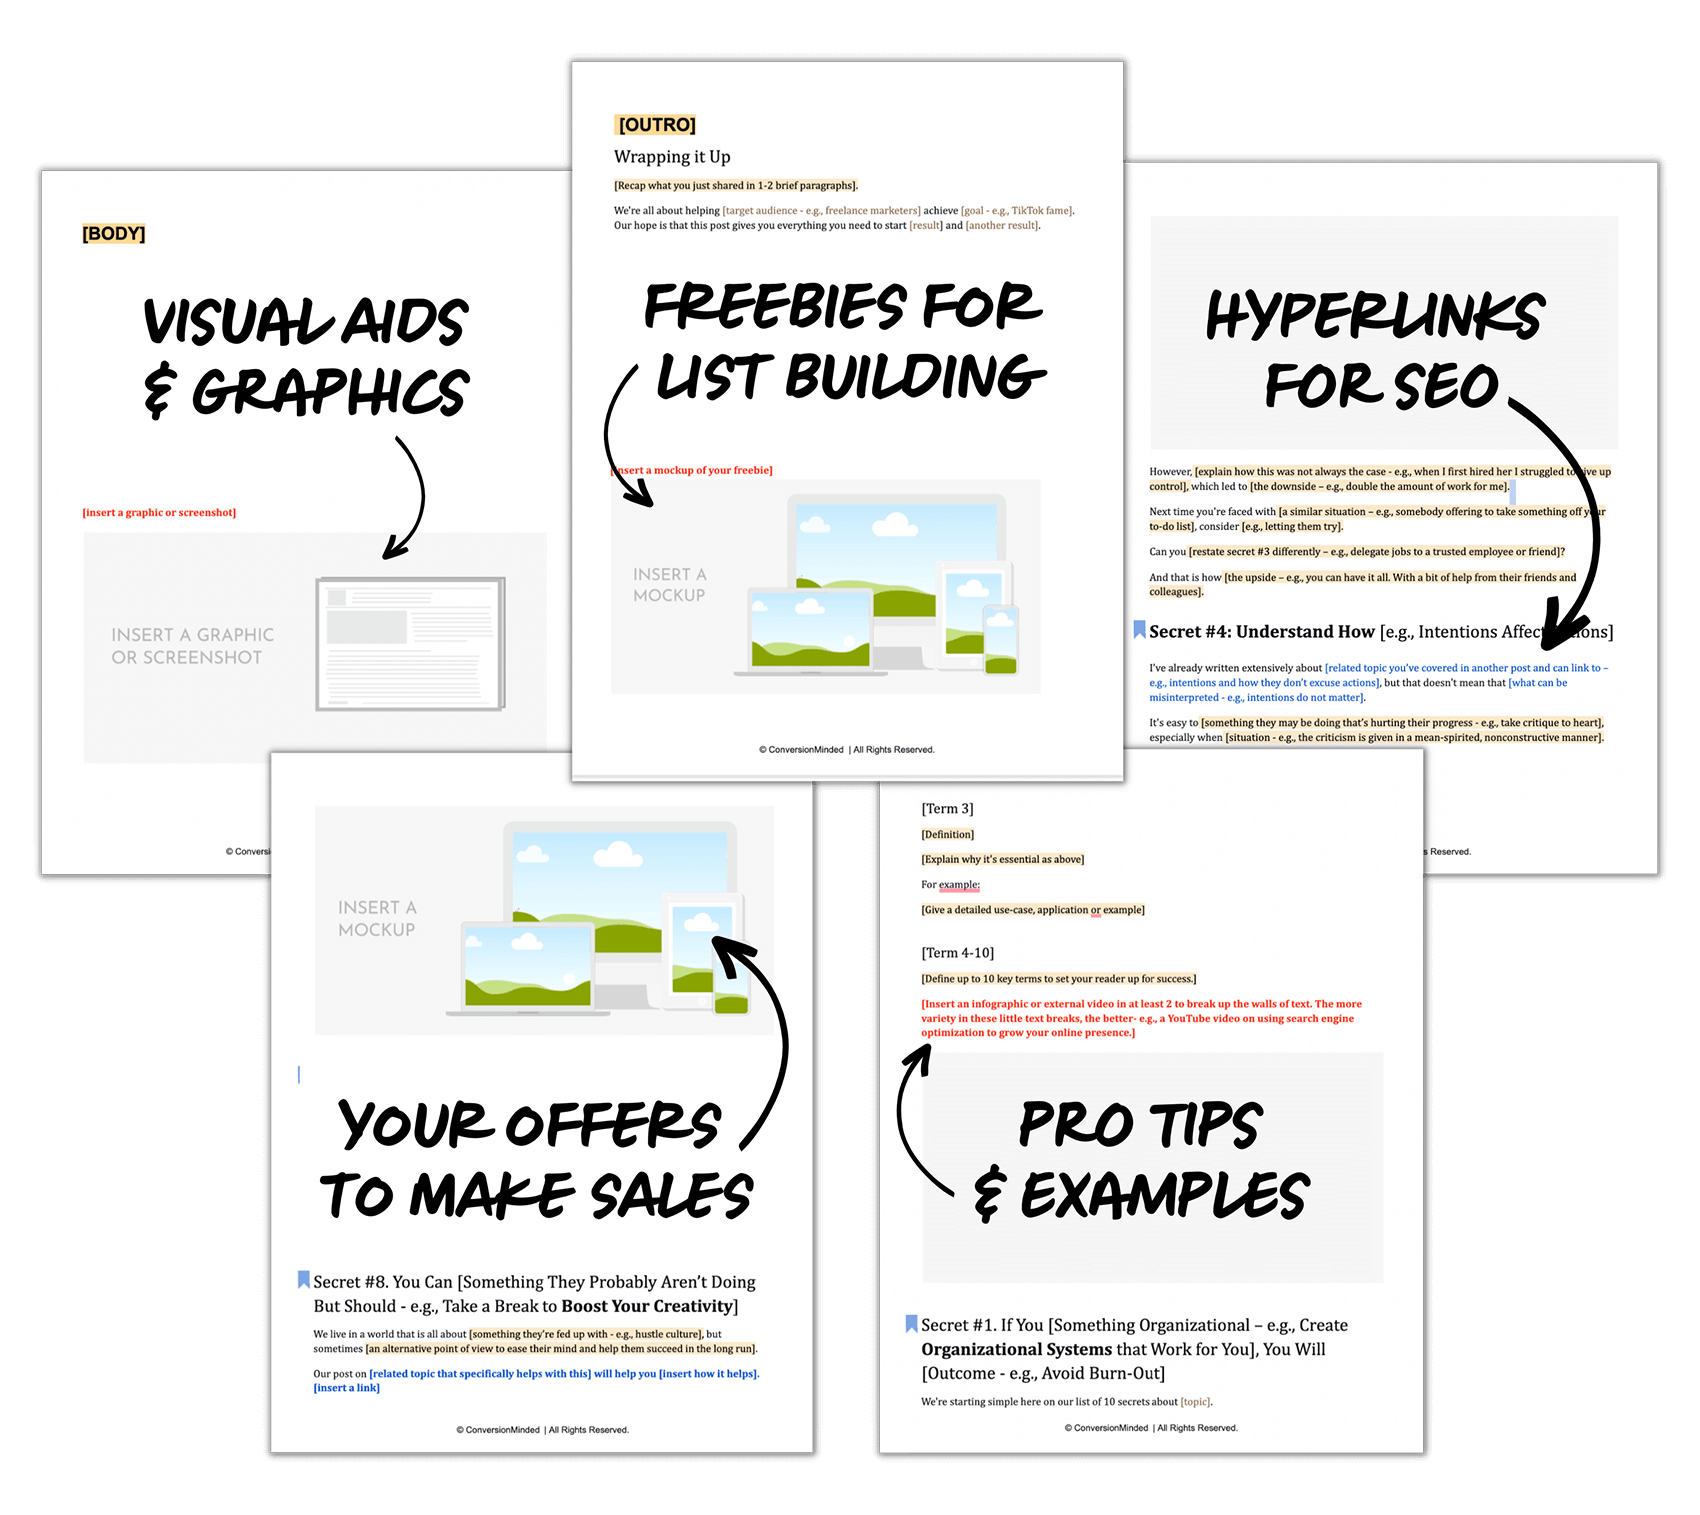 [BODY]
VISUAL AIDS
& GRAPHICS
[insert a graphic or screenshot]
INSERT A GRAPHIC
OR SCREENSHOT
[OUTRO]
Wrapping it Up
[Recap what you just shared in 1-2 brief paragraphs].
We're all about helping [target audience - e.g., freelance marketers] achieve [goal - e.g., TikTok fame].
Our hope is that this post gives you everything you need to start [result] and [another result].
FREEBIES FOR
LIST BUILDING
[insert a mockup of your freebie]
INSERT A
MOCKUP
© ConversionMinded | All Rights Reserved.
HYPERLINKS
FOR SEO
However, [explain how this was not always the case - e.g., when I first hired her I struggled to give up
control], which led to [the downside – e.g., double the amount of work for me].
Next time you're faced with [a similar situation – e.g., somebody offering to take something off your
to-do list], consider [e.g., letting them try].
Can you [restate secret #3 differently – e.g., delegate jobs to a trusted employee or friend]?
And that is how [the upside – e.g., you can have it all. With a bit of help from their friends and
colleagues].
Secret #4: Understand How [e.g., Intentions Affect ions]
I've already written extensively about [related topic you've covered in another post and can link to –
e.g., intentions and how they don't excuse actions], but that doesn't mean that [what can be
misinterpreted - e.g., intentions do not matter].
It's easy to [something they may be doing that's hurting their progress - e.g., take critique to heart],
especially when [situation - e.g., the criticism is given in a mean-spirited, nonconstructive manner].
s Reserved.
© Conversi
INSERT A
MOCKUP
YOUR OFFERS
TO MAKE SALES
Secret #8. You Can [Something They Probably Aren't Doing
But Should - e.g., Take a Break to Boost Your Creativity]
We live in a world that is all about [something they're fed up with - e.g., hustle culture], but
sometimes [an alternative point of view to ease their mind and help them succeed in the long run].
Our post on [related topic that specifically helps with this] will help you [insert how it helps].
[insert a link]
© ConversionMinded | All Rights Reserved.
[Term 3]
[Definition]
[Explain why it's essential as above]
For example:
[Give a detailed use-case, application or example]
[Term 4-10]
[Define up to 10 key terms to set your reader up for success.]
[Insert an infographic or external video in at least 2 to break up the walls of text. The more
variety in these little text breaks, the better- e.g., a YouTube video on using search engine
optimization to grow your online presence.]
PRO TIPS
& EXAMPLES
Secret #1. If You [Something Organizational – e.g., Create
Organizational Systems that Work for You], You Will
[Outcome - e.g., Avoid Burn-Out]
We're starting simple here on our list of 10 secrets about [topic].
© ConversionMinded | All Rights Reserved.